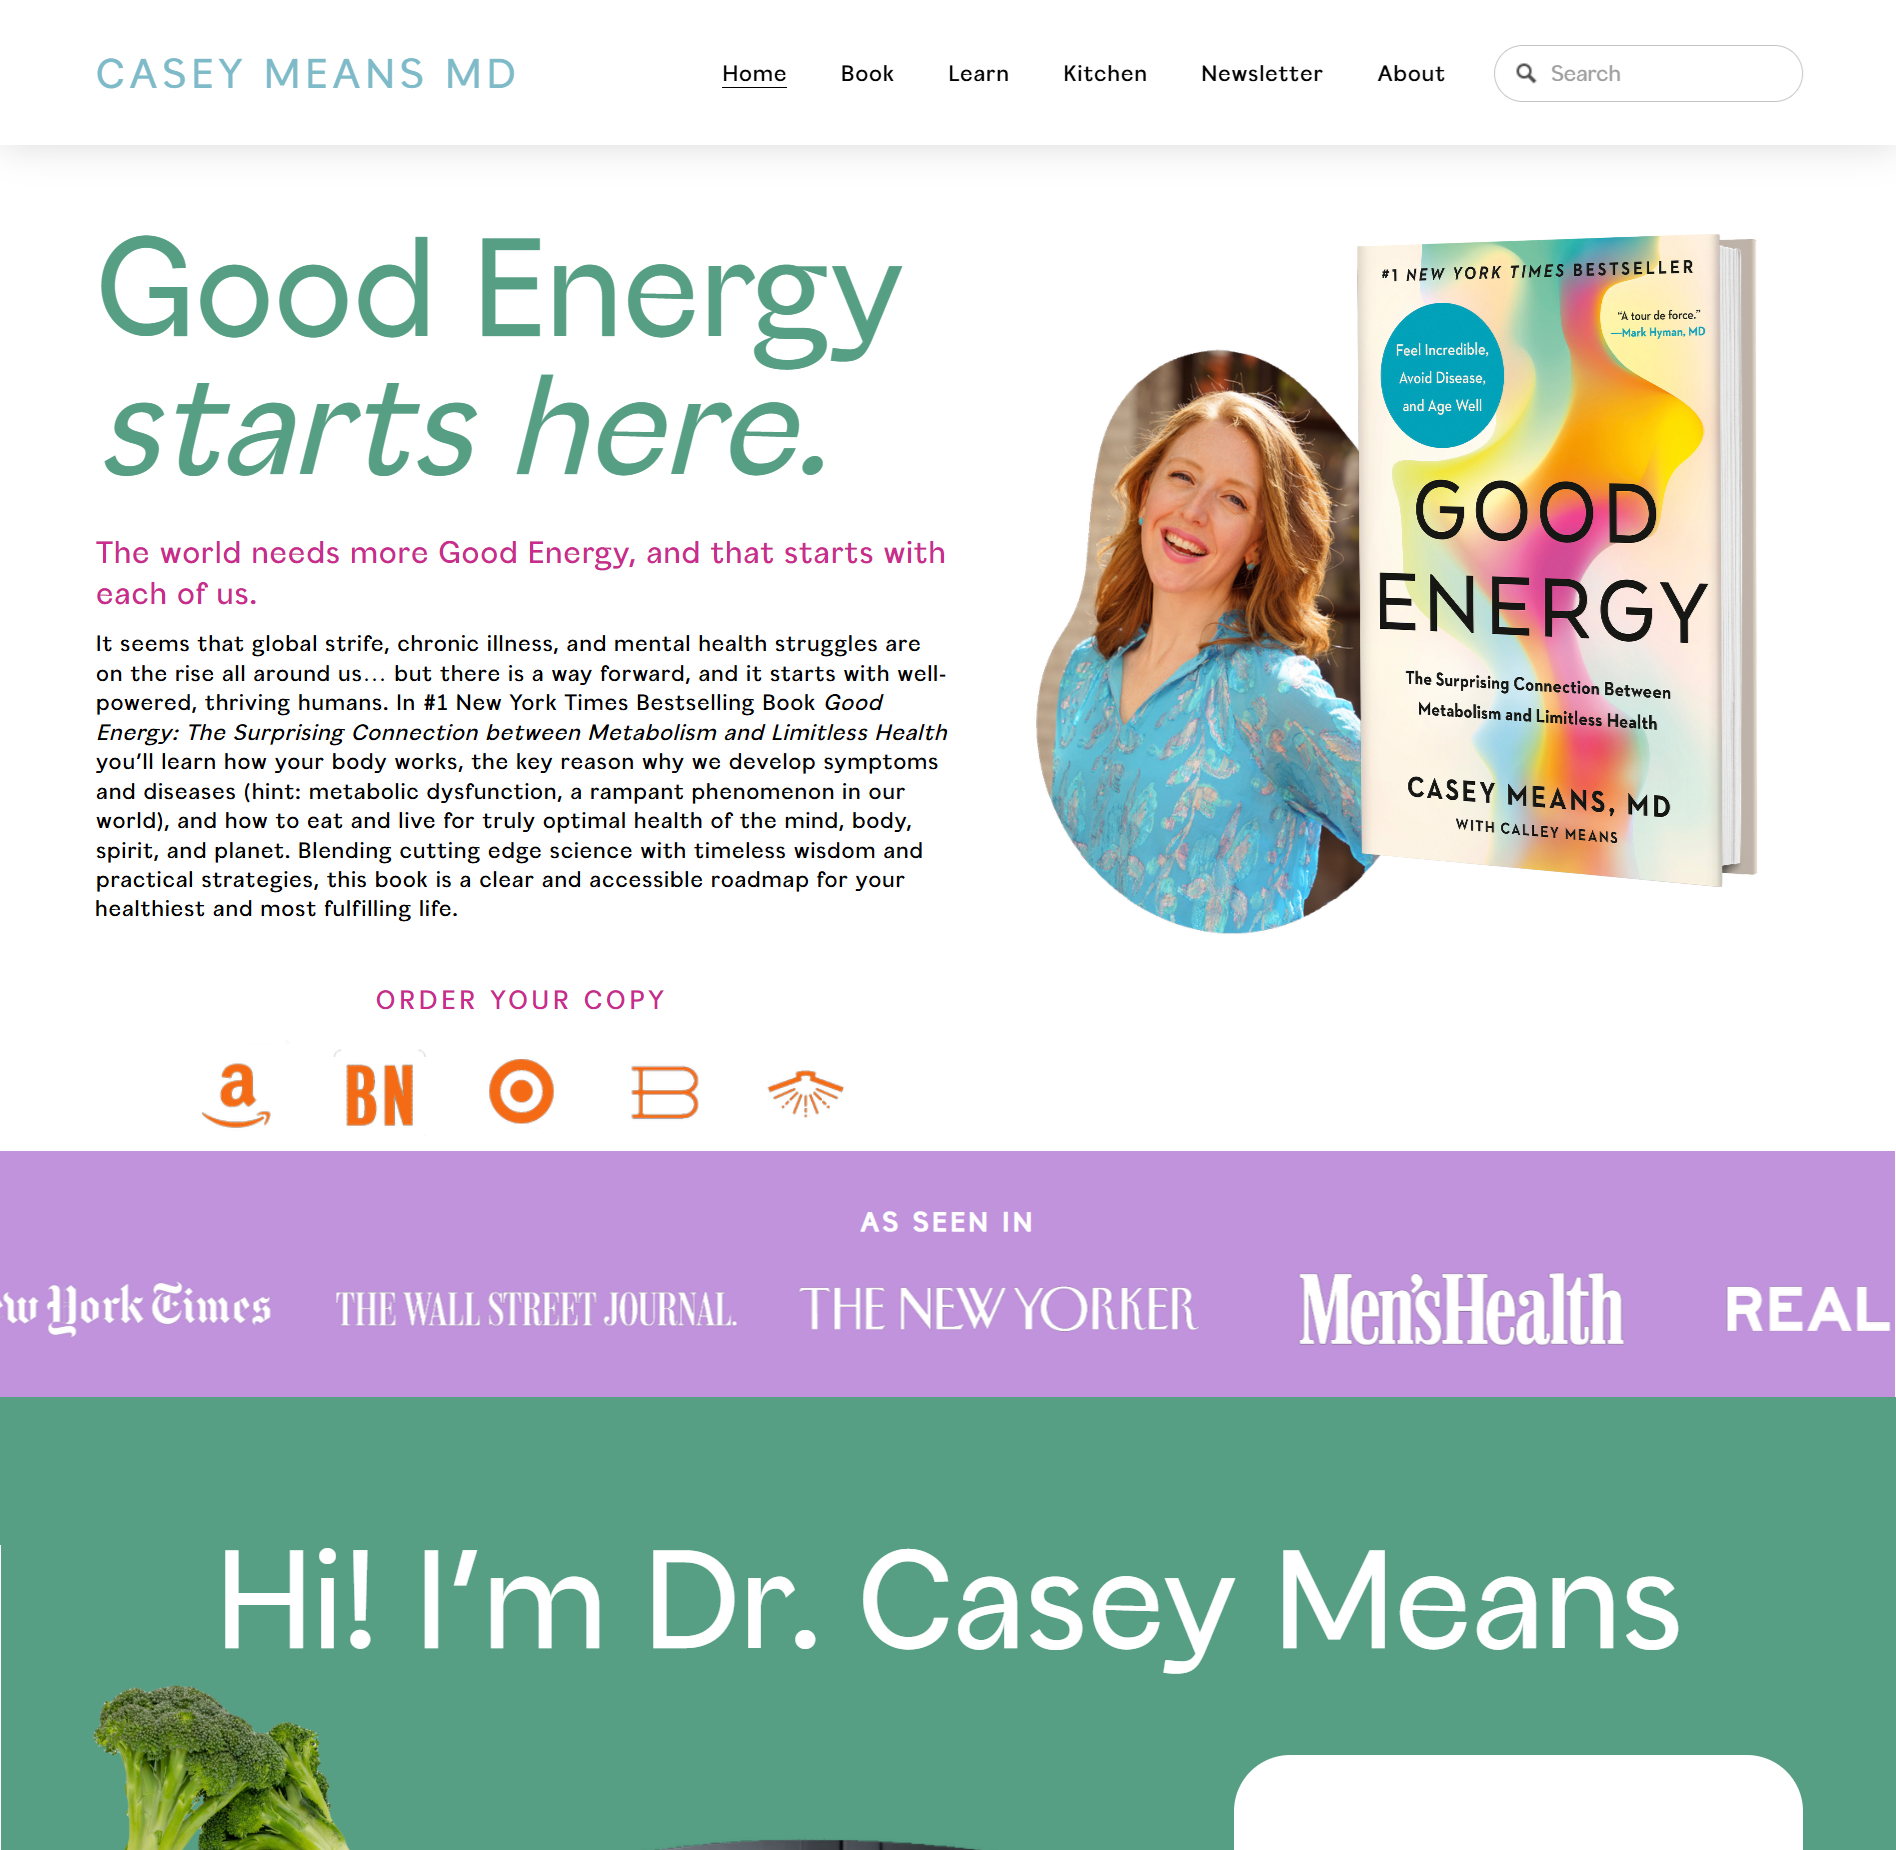 CASEY MEANS MD
Home
Book
Learn
Kitchen
Newsletter
About
Search
Good Energy
starts here.
The world needs more Good Energy, and that starts with
each of us.
It seems that global strife, chronic illness, and mental health struggles are
on the rise all around us… but there is a way forward, and it starts with well-
powered, thriving humans. In #1 New York Times Bestselling Book Good
Energy: The Surprising Connection between Metabolism and Limitless Health
you’ll learn how your body works, the key reason why we develop symptoms
and diseases (hint: metabolic dysfunction, a rampant phenomenon in our
world), and how to eat and live for truly optimal health of the mind, body,
spirit, and planet. Blending cutting edge science with timeless wisdom and
practical strategies, this book is a clear and accessible roadmap for your
healthiest and most fulfilling life.
#1 NEW YORK TIMES BESTSELLER
“A tour de force.”
—Mark Hyman, MD
Feel Incredible,
Avoid Disease,
and Age Well
GOOD
ENERGY
The Surprising Connection Between
Metabolism and Limitless Health
CASEY MEANS, MD
WITH CALLEY MEANS
ORDER YOUR COPY
a
BN
B
AS SEEN IN
w York Times
THE WALL STREET JOURNAL.
THE NEW YORKER
Men'sHealth
REAL
Hi! I’m Dr. Casey Means